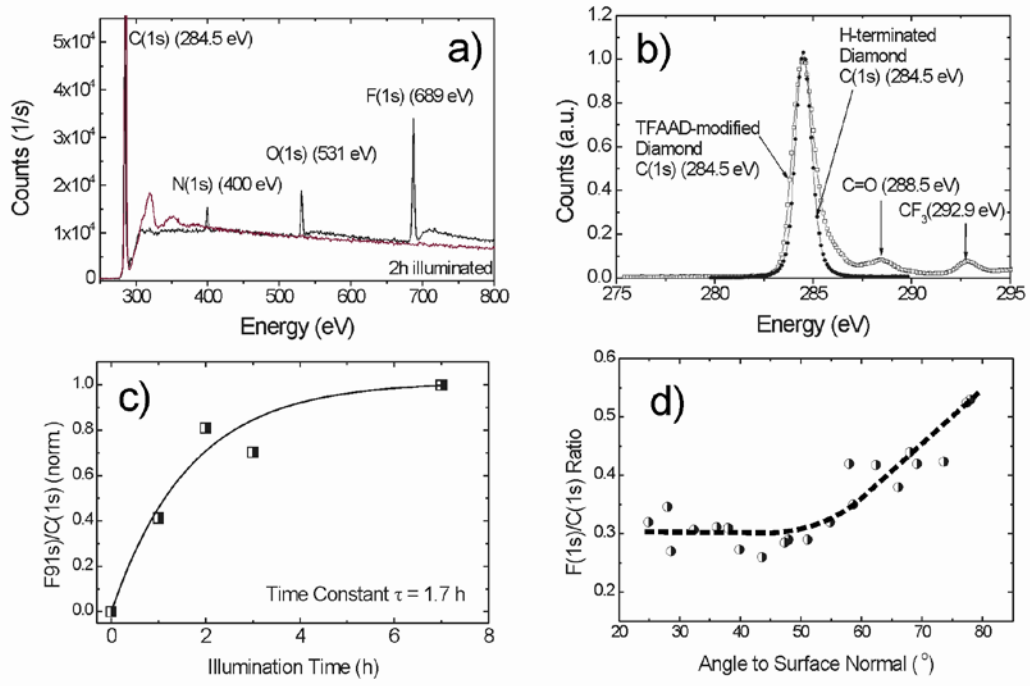 a)
C(1s) (284.5 eV)
F(1s) (689 eV)
O(1s) (531 eV)
N(1s) (400 eV)
2h illuminated
5x10⁴
4x10⁴
3x10⁴
2x10⁴
1x10⁴
0
Counts (1/s)
300 400 500 600 700 800
Energy (eV)
b)
H-terminated
Diamond
C(1s) (284.5 eV)
TFAAD-modified
Diamond
C(1s) (284.5 eV)
C=O (288.5 eV)
CF₃(292.9 eV)
1.0
0.8
0.6
0.4
0.2
0.0
Counts (a.u.)
275 280 285 290 295
Energy (eV)
c)
1.0
0.8
0.6
0.4
0.2
0.0
F91s)/C(1s) (norm.)
Time Constant τ = 1.7 h
0 2 4 6 8
Illumination Time (h)
d)
0.6
0.5
0.4
0.3
0.2
F(1s)/C(1s) Ratio
20 30 40 50 60 70 80
Angle to Surface Normal (°)